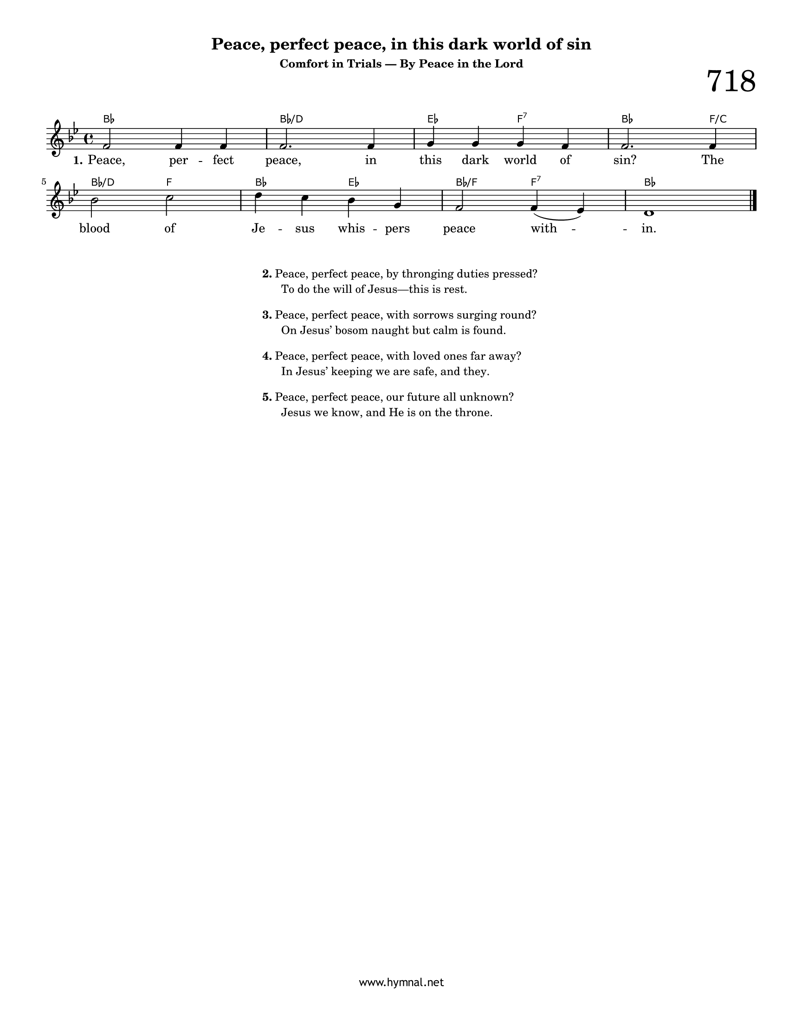 Peace, perfect peace, in this dark world of sin
Comfort in Trials — By Peace in the Lord
718
B♭ B♭/D E♭ F7 B♭ F/C
1. Peace, per - fect peace, in this dark world of sin? The
5
B♭/D F B♭ E♭ B♭/F F7 B♭
blood of Je - sus whis - pers peace with - - in.
2. Peace, perfect peace, by thronging duties pressed?
To do the will of Jesus—this is rest.
3. Peace, perfect peace, with sorrows surging round?
On Jesus’ bosom naught but calm is found.
4. Peace, perfect peace, with loved ones far away?
In Jesus’ keeping we are safe, and they.
5. Peace, perfect peace, our future all unknown?
Jesus we know, and He is on the throne.
www.hymnal.net